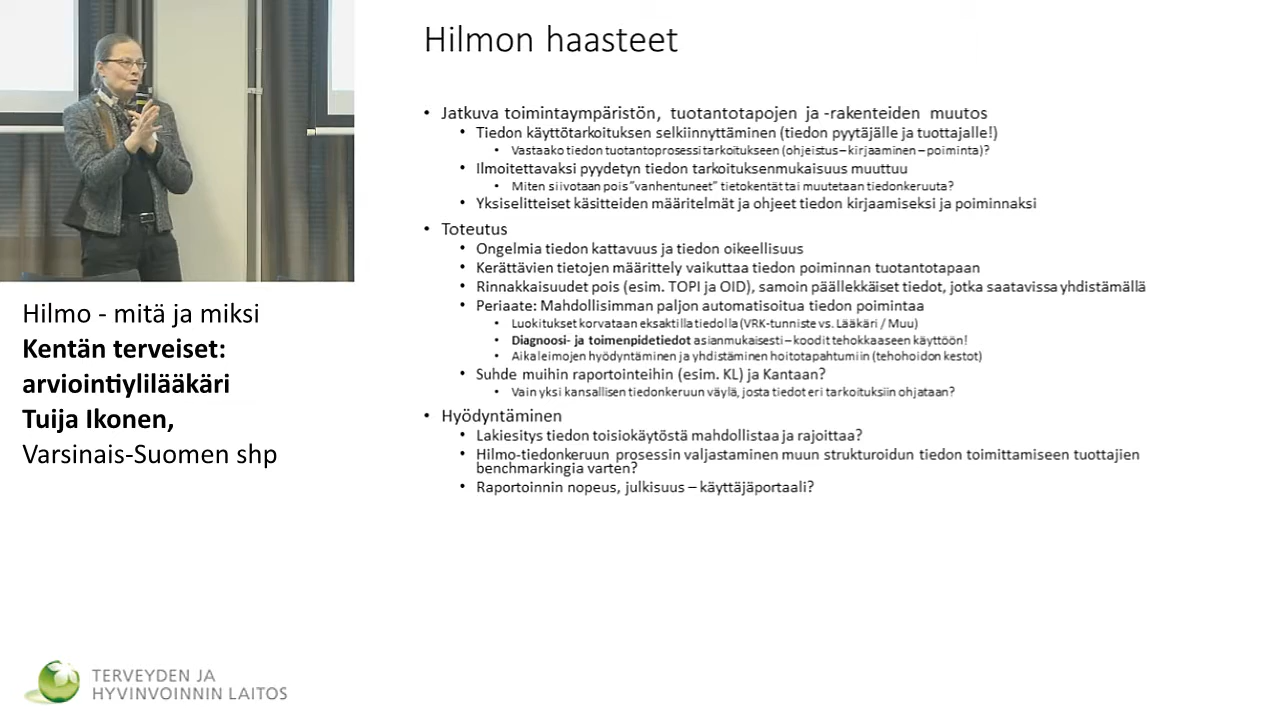 Hilmon haasteet
• Jatkuva toimintaympäristön, tuotantotapojen ja -rakenteiden muutos
• Tiedon käyttötarkoituksen selkiinnyttäminen (tiedon pyytäjälle ja tuottajalle!)
• Vastaako tiedon tuotantoprosessi tarkoitukseen (ohjeistus – kirjaaminen – poiminta)?
• Ilmoitettavaksi pyydetyn tiedon tarkoituksenmukaisuus muuttuu
• Miten siivotaan pois "vanhentuneet" tietokentät tai muutetaan tiedonkeruuta?
• Yksiselitteiset käsitteiden määritelmät ja ohjeet tiedon kirjaamiseksi ja poiminnaksi
• Toteutus
• Ongelmia tiedon kattavuus ja tiedon oikeellisuus
• Kerättävien tietojen määrittely vaikuttaa tiedon poiminnan tuotantotapaan
• Rinnakkaisuudet pois (esim. TOPI ja OID), samoin päällekkäiset tiedot, jotka saatavissa yhdistämällä
• Periaate: Mahdollisimman paljon automatisoitua tiedon poimintaa
• Luokitukset korvataan eksaktilla tiedolla (VRK-tunniste vs. Lääkäri / Muu)
• Diagnoosi- ja toimenpidetiedot asianmukaisesti – koodit tehokkaaseen käyttöön!
• Aikaleimojen hyödyntäminen ja yhdistäminen hoitotapahtumiin (tehohoidon kestot)
• Suhde muihin raportointeihin (esim. KL) ja Kantaan?
• Vain yksi kansallisen tiedonkeruun väylä, josta tiedot eri tarkoituksiin ohjataan?
• Hyödyntäminen
• Lakiesitys tiedon toisiokäytöstä mahdollistaa ja rajoittaa?
• Hilmo-tiedonkeruun prosessin valjastaminen muun strukturoidun tiedon toimittamiseen tuottajien
benchmarkingia varten?
• Raportoinnin nopeus, julkisuus – käyttäjäportaali?
Hilmo - mitä ja miksi
Kentän terveiset:
arviointiylilääkäri
Tuija Ikonen,
Varsinais-Suomen shp
TERVEYDEN JA
HYVINVOINNIN LAITOS